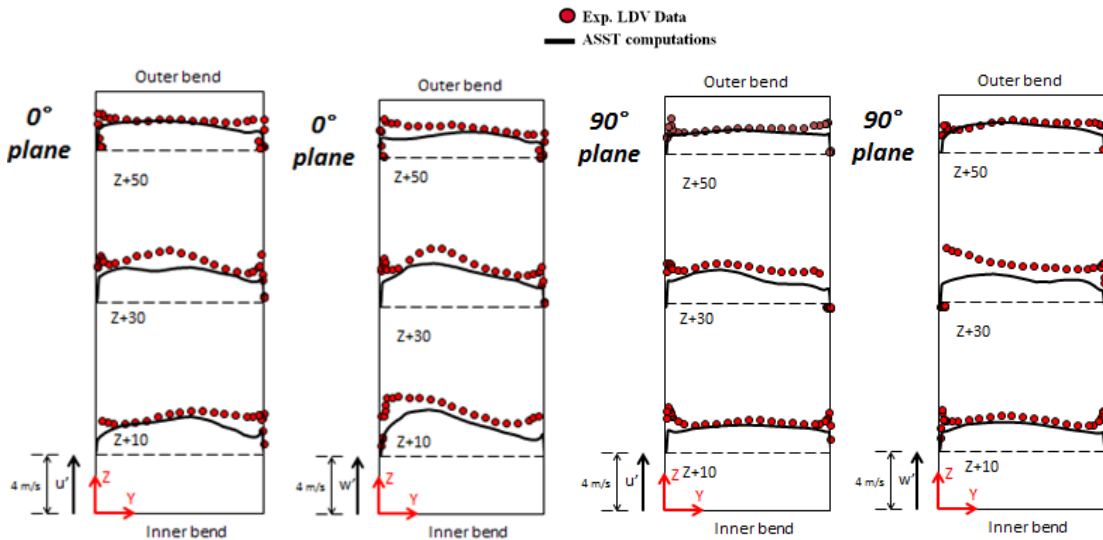 Exp. LDV Data
ASST computations
Outer bend
0°
plane
Z+50
Z+30
Z+10
4 m/s
u'
Z
Y
Inner bend
Outer bend
0°
plane
Z+50
Z+30
Z+10
4 m/s
w'
Z
Y
Inner bend
Outer bend
90°
plane
Z+50
Z+30
Z+10
4 m/s
u'
Z
Y
Inner bend
Outer bend
90°
plane
Z+50
Z+30
Z+10
4 m/s
w'
Z
Y
Inner bend